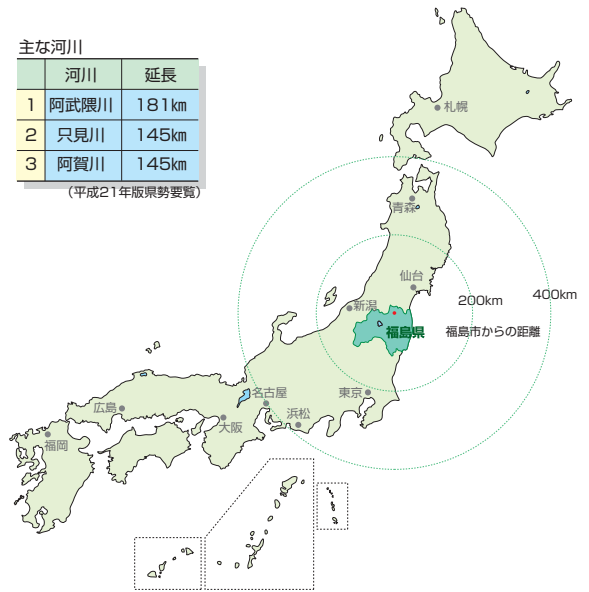 主な河川
河川 延長
1 阿武隈川 181㎞
2 只見川 145㎞
3 阿賀川 145㎞
(平成21年版県勢要覧)
札幌
青森
仙台
新潟
200km 400km
福島県 福島市からの距離
東京
名古屋
広島
浜松
大阪
福岡